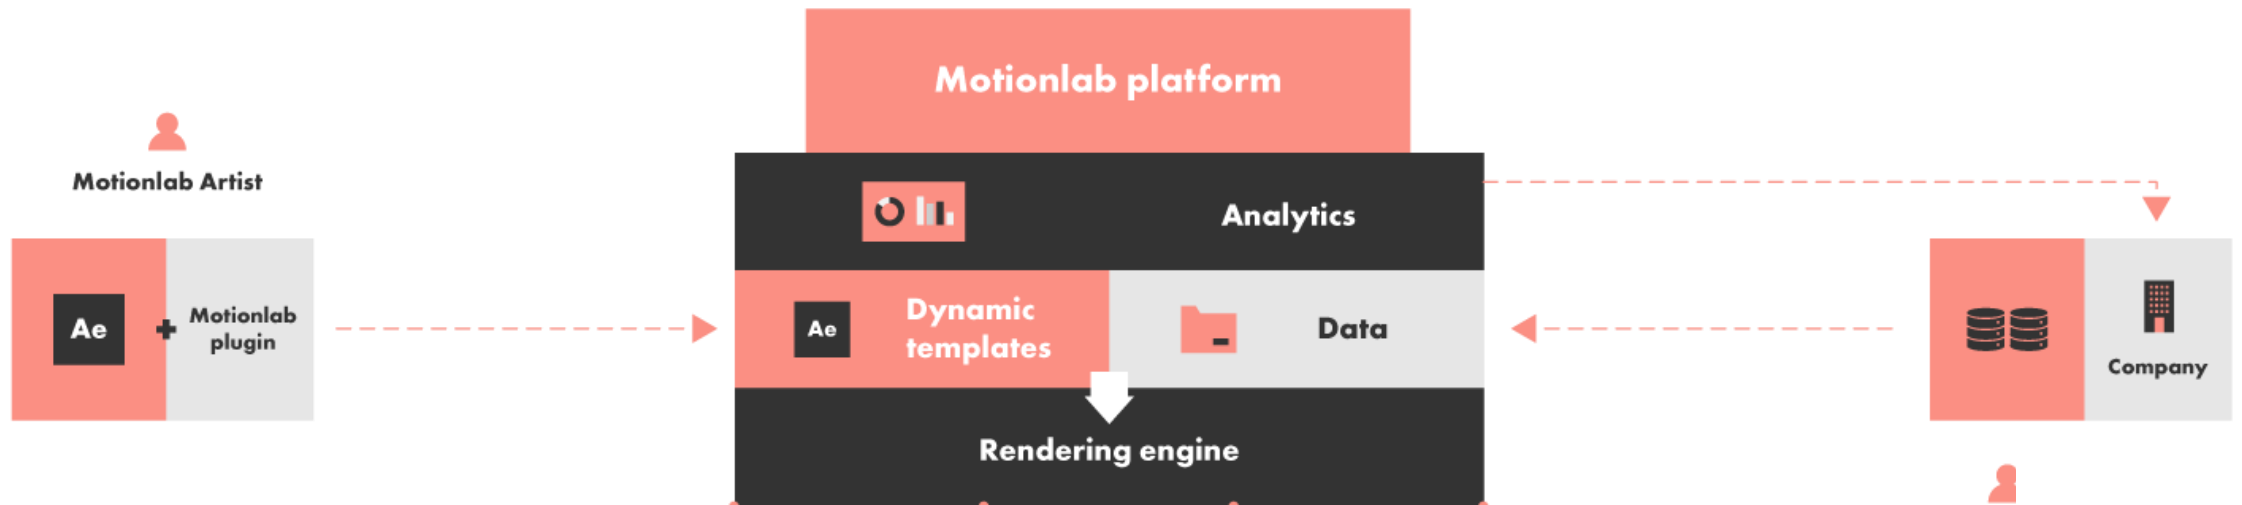 Motionlab platform
Motionlab Artist
Analytics
Ae
Motionlab
plugin
Ae
Dynamic
templates
Data
Company
Rendering engine